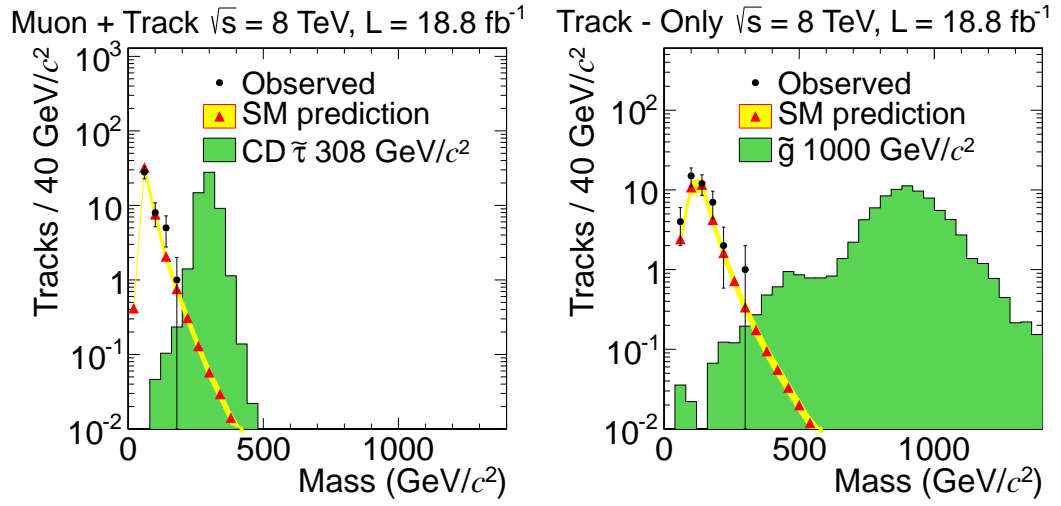 Muon + Track √s = 8 TeV, L = 18.8 fb⁻¹
Tracks / 40 GeV/c²
10³
10²
10
1
10⁻¹
10⁻²
Observed
SM prediction
CD τ̃ 308 GeV/c²
0
500
1000
Mass (GeV/c²)
Track - Only √s = 8 TeV, L = 18.8 fb⁻¹
Tracks / 40 GeV/c²
10²
10
1
10⁻¹
10⁻²
Observed
SM prediction
g̃ 1000 GeV/c²
0
500
1000
Mass (GeV/c²)